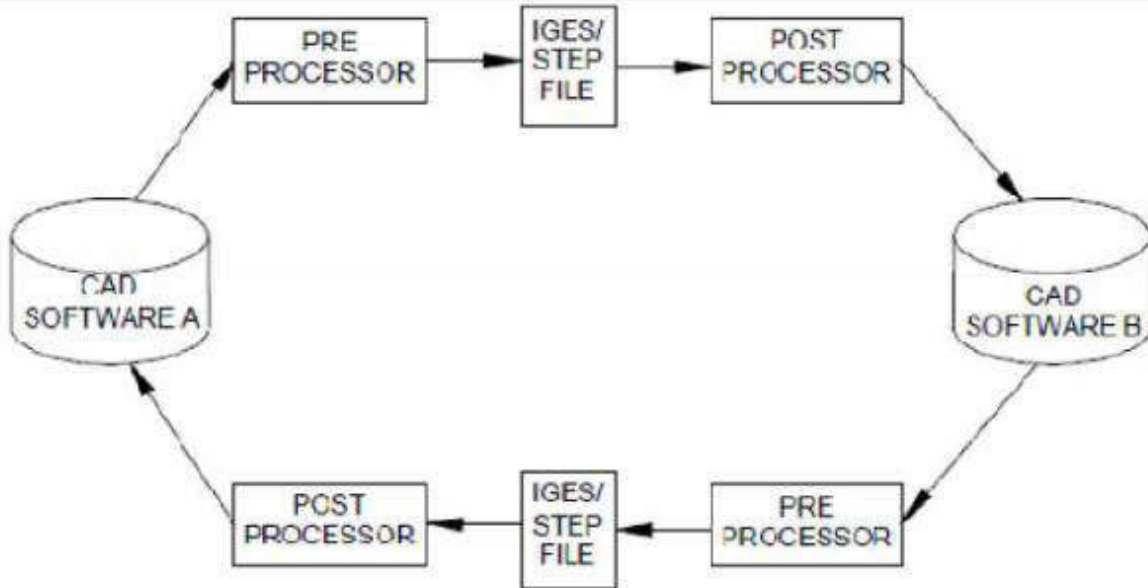 PRE
PROCESSOR
IGES/
STEP
FILE
POST
PROCESSOR
CAD
SOFTWARE A
CAD
SOFTWARE B
POST
PROCESSOR
IGES/
STEP
FILE
PRE
PROCESSOR